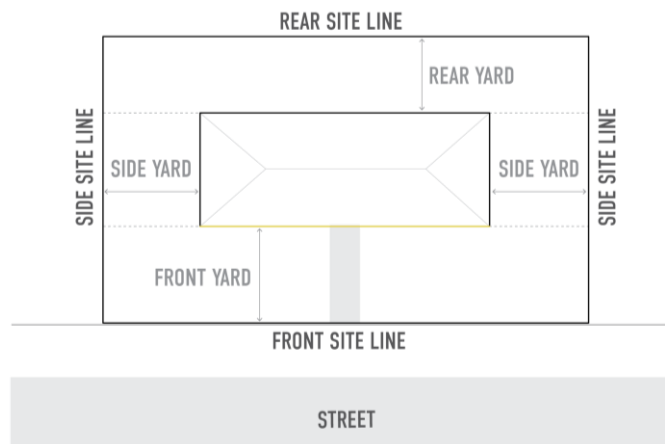 REAR SITE LINE
REAR YARD
SIDE SITE LINE
SIDE YARD
SIDE YARD
SIDE SITE LINE
FRONT YARD
FRONT SITE LINE
STREET